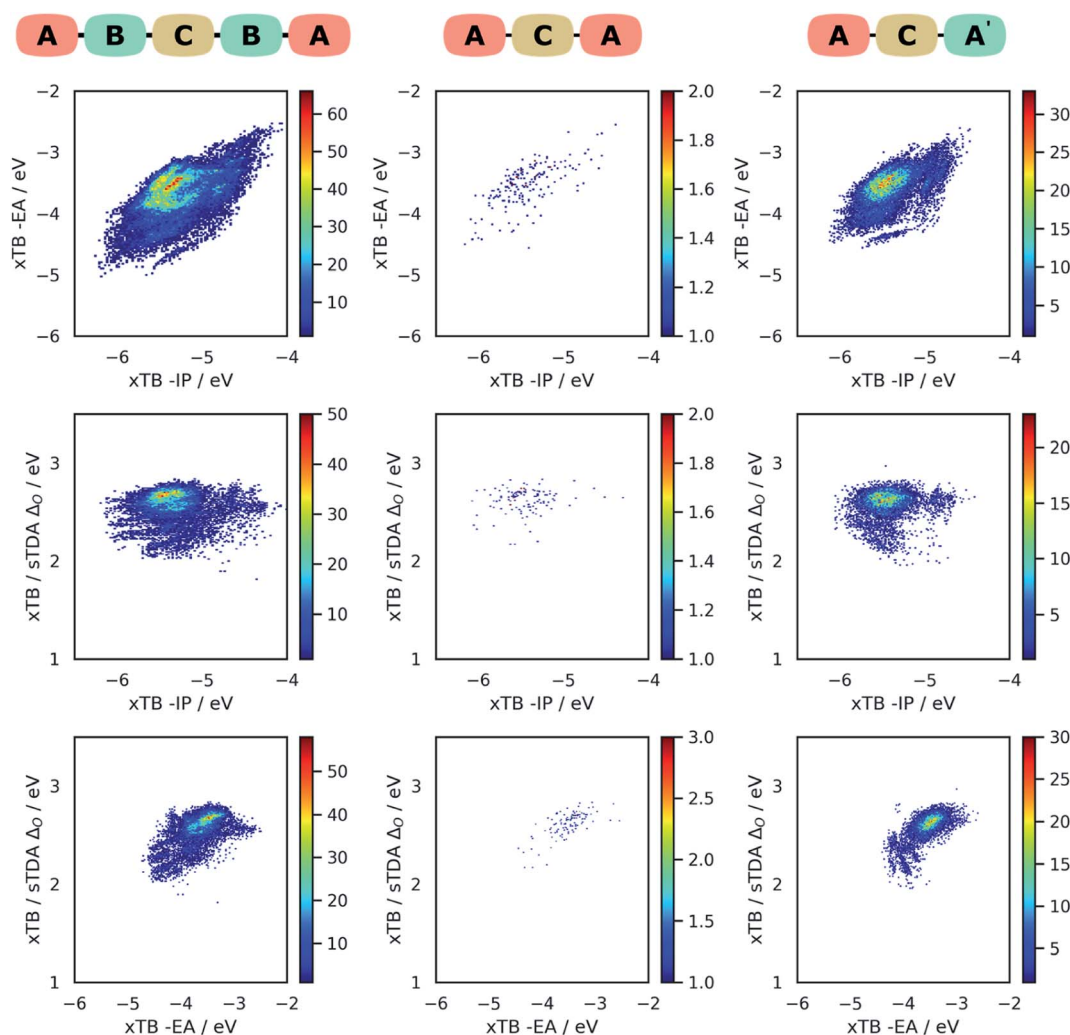 A B C B A
A C A
A C A'
−2
−3
−4
−5
−6
xTB -EA / eV
−6 −5 −4
xTB -IP / eV
60
50
40
30
20
10
−2
−3
−4
−5
−6
xTB -EA / eV
−6 −5 −4
xTB -IP / eV
2.0
1.8
1.6
1.4
1.2
1.0
−2
−3
−4
−5
−6
xTB -EA / eV
−6 −5 −4
xTB -IP / eV
30
25
20
15
10
5
3
2
1
xTB / sTDA Δ_O / eV
−6 −5 −4
xTB -IP / eV
50
40
30
20
10
3
2
1
xTB / sTDA Δ_O / eV
−6 −5 −4
xTB -IP / eV
2.0
1.8
1.6
1.4
1.2
1.0
3
2
1
xTB / sTDA Δ_O / eV
−6 −5 −4
xTB -IP / eV
20
15
10
5
3
2
1
xTB / sTDA Δ_O / eV
−6 −5 −4 −3 −2
xTB -EA / eV
50
40
30
20
10
3
2
1
xTB / sTDA Δ_O / eV
−6 −5 −4 −3 −2
xTB -EA / eV
3.0
2.5
2.0
1.5
1.0
3
2
1
xTB / sTDA Δ_O / eV
−6 −5 −4 −3 −2
xTB -EA / eV
30
25
20
15
10
5